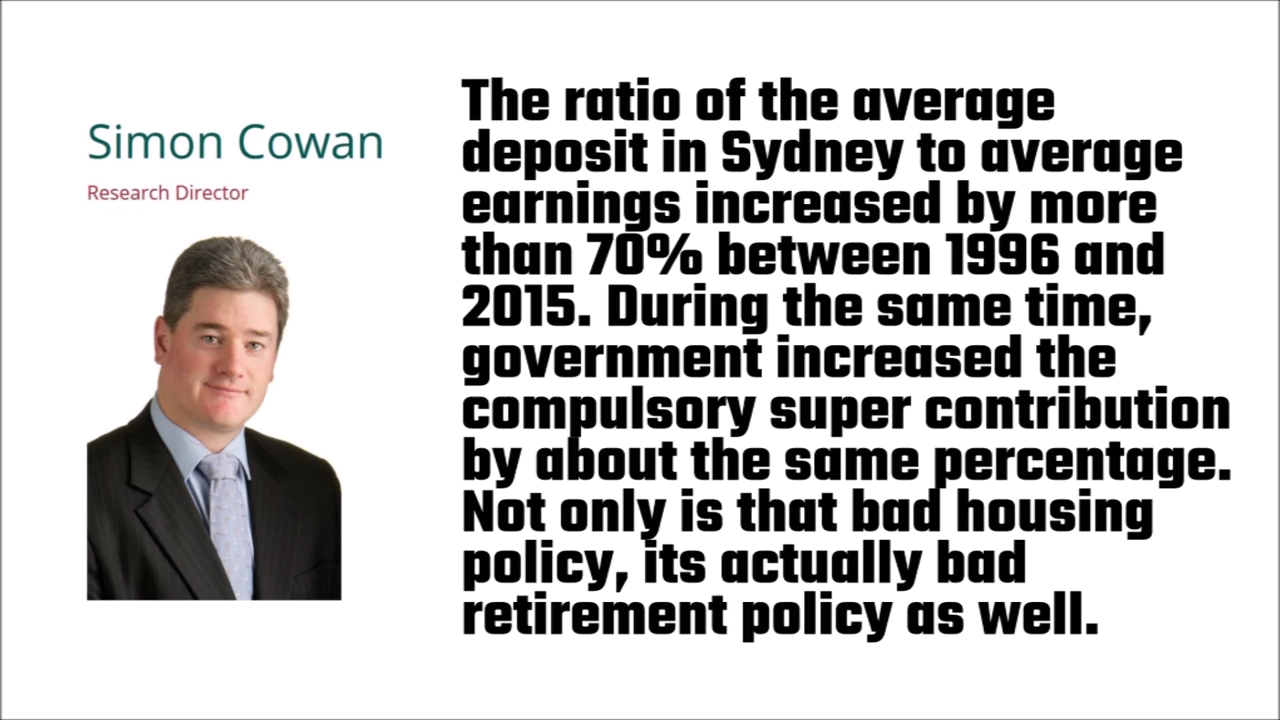 Simon Cowan
Research Director
The ratio of the average
deposit in Sydney to average
earnings increased by more
than 70% between 1996 and
2015. During the same time,
government increased the
compulsory super contribution
by about the same percentage.
Not only is that bad housing
policy, its actually bad
retirement policy as well.